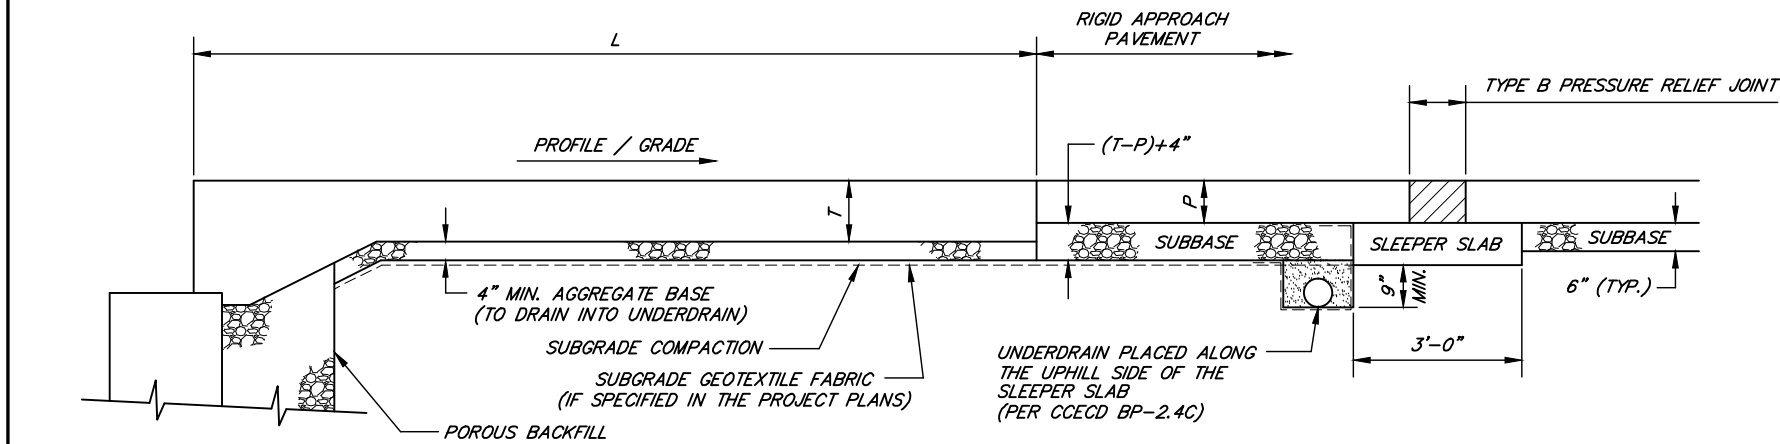 RIGID APPROACH
PAVEMENT
L
TYPE B PRESSURE RELIEF JOINT
PROFILE / GRADE
(T-P)+4"
T
P
SUBBASE
SLEEPER SLAB
SUBBASE
4" MIN. AGGREGATE BASE
(TO DRAIN INTO UNDERDRAIN)
9"
MIN.
6" (TYP.)
SUBGRADE COMPACTION
SUBGRADE GEOTEXTILE FABRIC
(IF SPECIFIED IN THE PROJECT PLANS)
UNDERDRAIN PLACED ALONG
THE UPHILL SIDE OF THE
SLEEPER SLAB
(PER CCECD BP-2.4C)
3'-0"
POROUS BACKFILL